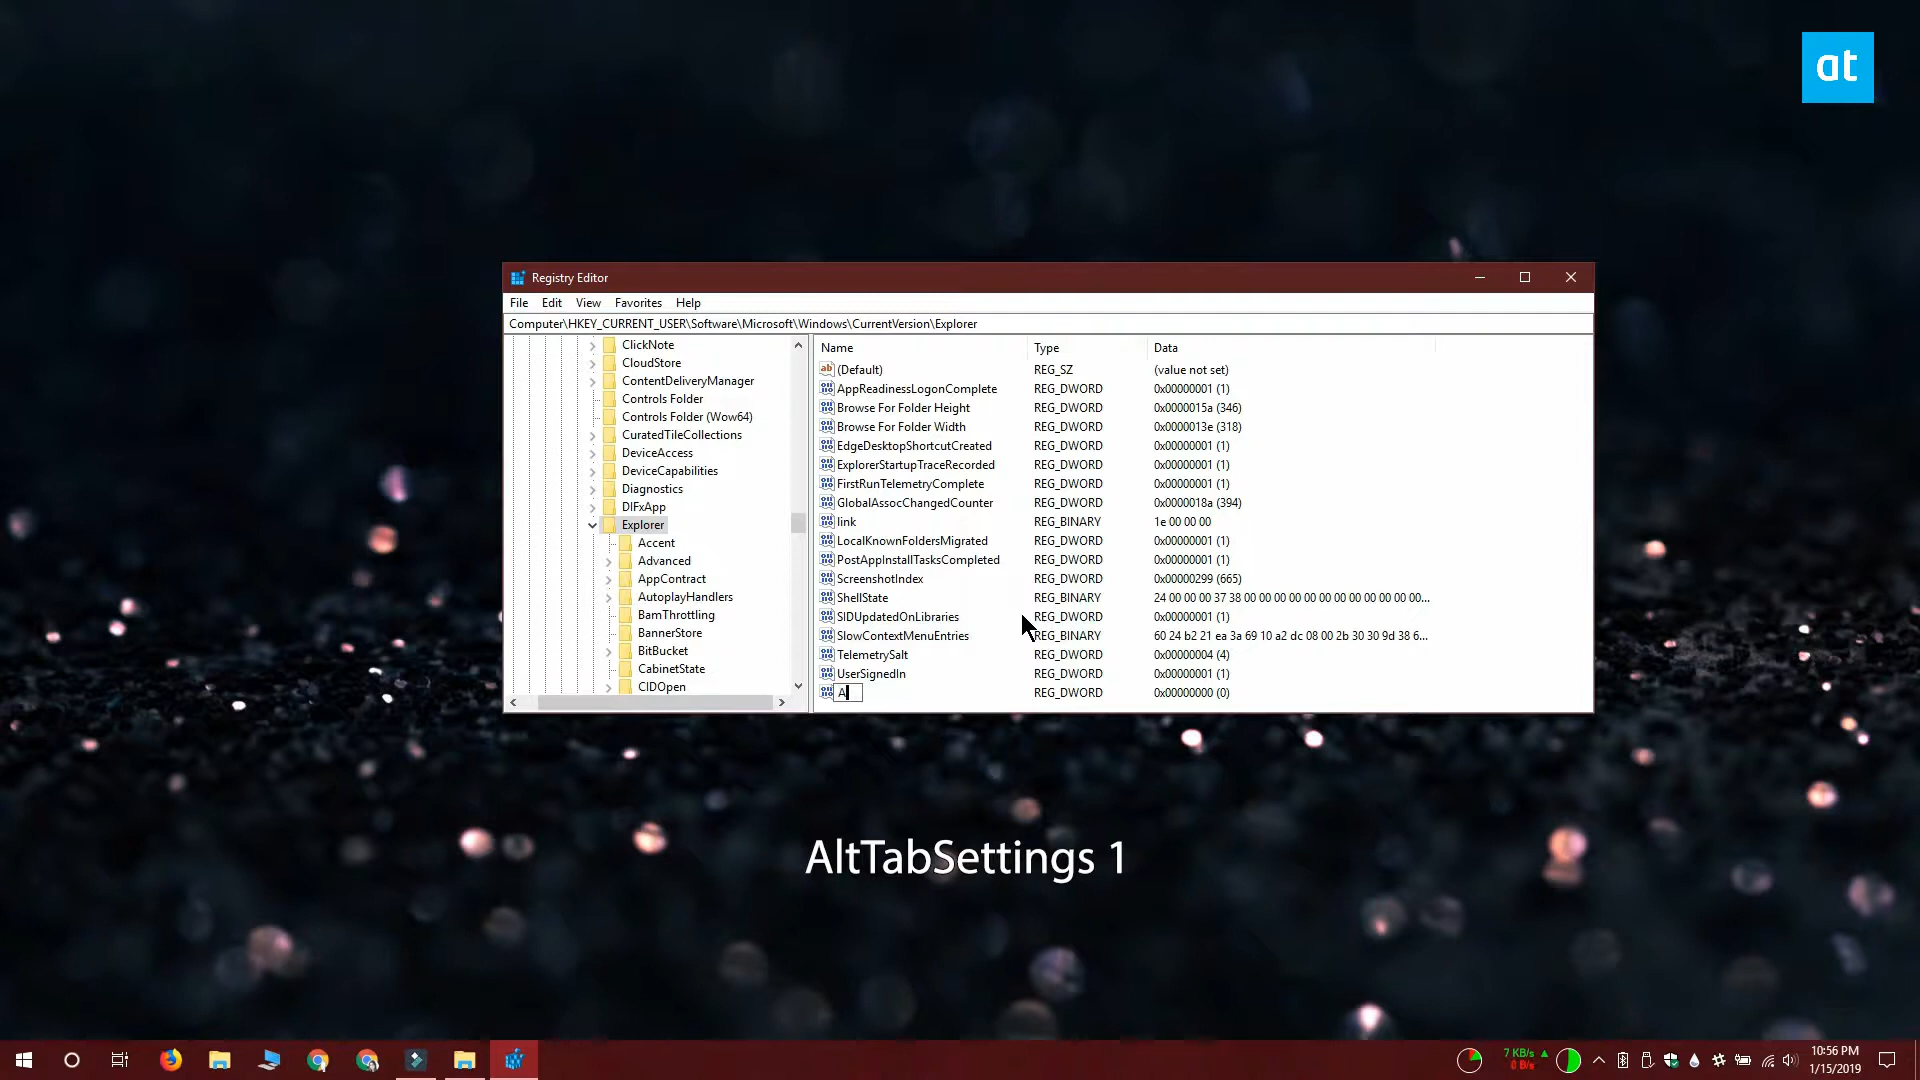 at
Registry Editor
File Edit View Favorites Help
Computer\HKEY_CURRENT_USER\Software\Microsoft\Windows\CurrentVersion\Explorer
ClickNote
CloudStore
ContentDeliveryManager
Controls Folder
Controls Folder (Wow64)
CuratedTileCollections
DeviceAccess
DeviceCapabilities
Diagnostics
DIFxApp
Explorer
Accent
Advanced
AppContract
AutoplayHandlers
BamThrottling
BannerStore
BitBucket
CabinetState
CIDOpen
Name Type Data
(Default) REG_SZ (value not set)
AppReadinessLogonComplete REG_DWORD 0x00000001 (1)
Browse For Folder Height REG_DWORD 0x0000015a (346)
Browse For Folder Width REG_DWORD 0x0000013e (318)
EdgeDesktopShortcutCreated REG_DWORD 0x00000001 (1)
ExplorerStartupTraceRecorded REG_DWORD 0x00000001 (1)
FirstRunTelemetryComplete REG_DWORD 0x00000001 (1)
GlobalAssocChangedCounter REG_DWORD 0x0000018a (394)
link REG_BINARY 1e 00 00 00
LocalKnownFoldersMigrated REG_DWORD 0x00000001 (1)
PostAppInstallTasksCompleted REG_DWORD 0x00000001 (1)
ScreenshotIndex REG_DWORD 0x00000299 (665)
ShellState REG_BINARY 24 00 00 00 37 38 00 00 00 00 00 00 00 00 00 00 00...
SIDUpdatedOnLibraries REG_DWORD 0x00000001 (1)
SlowContextMenuEntries REG_BINARY 60 24 b2 21 ea 3a 69 10 a2 dc 08 00 2b 30 30 9d 38 6...
TelemetrySalt REG_DWORD 0x00000004 (4)
UserSignedIn REG_DWORD 0x00000001 (1)
A REG_DWORD 0x00000000 (0)
AltTabSettings 1
7 KB/s
0 B/s
10:56 PM
1/15/2019